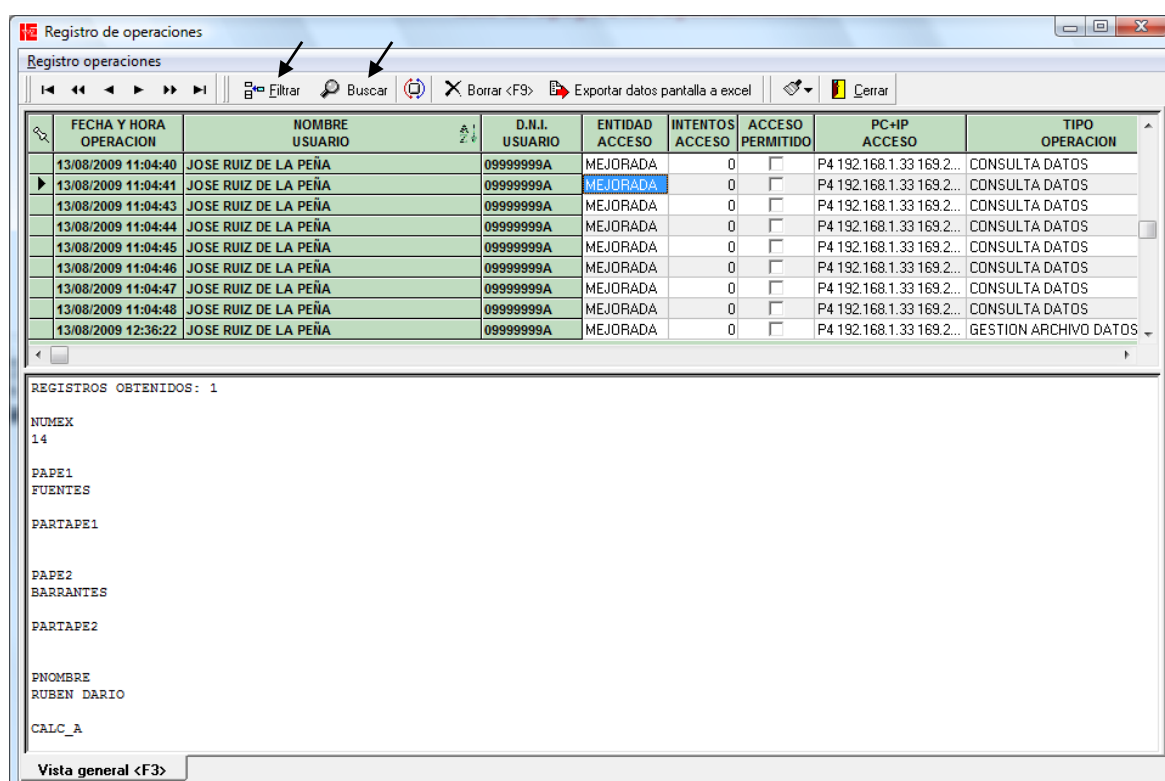 Registro de operaciones
Registro operaciones
Filtrar Buscar Borrar <F9> Exportar datos pantalla a excel Cerrar
FECHA Y HORA OPERACION NOMBRE USUARIO D.N.I. USUARIO ENTIDAD ACCESO INTENTOS ACCESO ACCESO PERMITIDO PC+IP ACCESO TIPO OPERACION
13/08/2009 11:04:40 JOSE RUIZ DE LA PEÑA 09999999A MEJORADA 0 P4 192.168.1.33 169.2... CONSULTA DATOS
13/08/2009 11:04:41 JOSE RUIZ DE LA PEÑA 09999999A MEJORADA 0 P4 192.168.1.33 169.2... CONSULTA DATOS
13/08/2009 11:04:43 JOSE RUIZ DE LA PEÑA 09999999A MEJORADA 0 P4 192.168.1.33 169.2... CONSULTA DATOS
13/08/2009 11:04:44 JOSE RUIZ DE LA PEÑA 09999999A MEJORADA 0 P4 192.168.1.33 169.2... CONSULTA DATOS
13/08/2009 11:04:45 JOSE RUIZ DE LA PEÑA 09999999A MEJORADA 0 P4 192.168.1.33 169.2... CONSULTA DATOS
13/08/2009 11:04:46 JOSE RUIZ DE LA PEÑA 09999999A MEJORADA 0 P4 192.168.1.33 169.2... CONSULTA DATOS
13/08/2009 11:04:47 JOSE RUIZ DE LA PEÑA 09999999A MEJORADA 0 P4 192.168.1.33 169.2... CONSULTA DATOS
13/08/2009 11:04:48 JOSE RUIZ DE LA PEÑA 09999999A MEJORADA 0 P4 192.168.1.33 169.2... CONSULTA DATOS
13/08/2009 12:36:22 JOSE RUIZ DE LA PEÑA 09999999A MEJORADA 0 P4 192.168.1.33 169.2... GESTION ARCHIVO DATOS
REGISTROS OBTENIDOS: 1
NUMEX
14
PAPE1
FUENTES
PARTAPE1
PAPE2
BARRANTES
PARTAPE2
PNOMBRE
RUBEN DARIO
CALC_A
Vista general <F3>